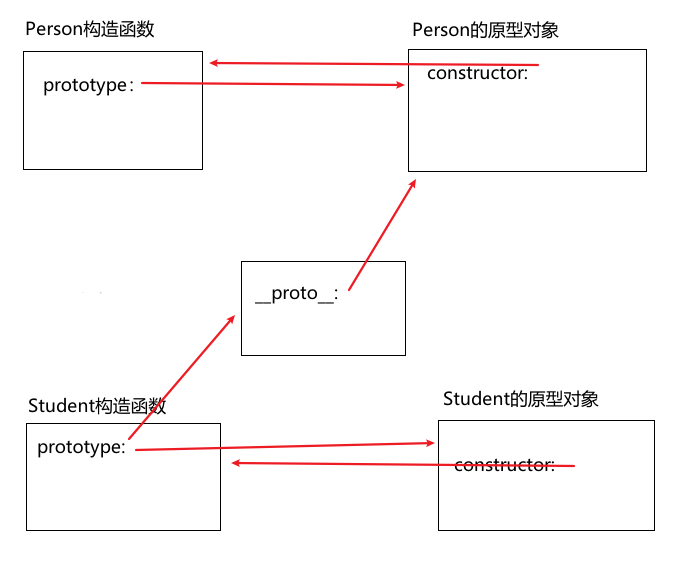 Person构造函数
Person的原型对象
prototype:
constructor:
__proto__:
Student构造函数
Student的原型对象
prototype:
constructor: